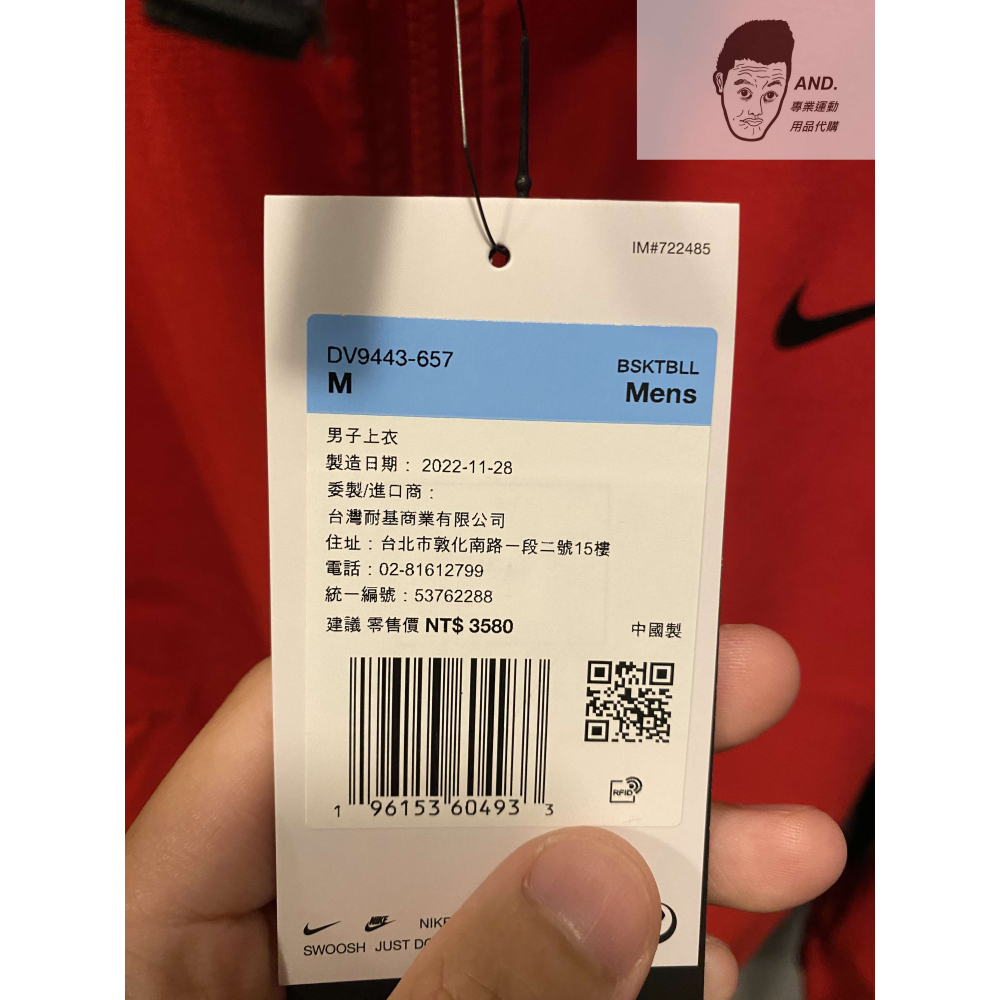 AND.
專業運動
用品代購
IM#722485
DV9443-657
M
BSKTBLL
Mens
男子上衣
製造日期： 2022-11-28
委製/進口商：
台灣耐基商業有限公司
住址：台北市敦化南路一段二號15樓
電話：02-81612799
統一編號：53762288
建議 零售價 NT$ 3580
中國製
1 96153 60493 3
RFID
NIKE
SWOOSH JUST DO